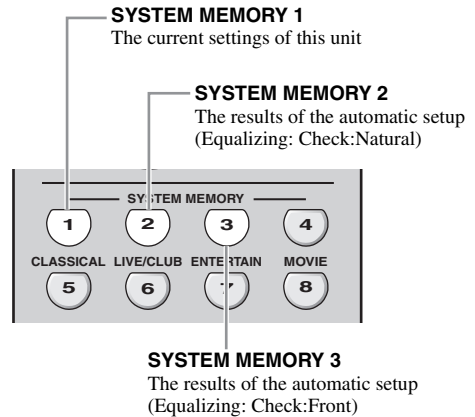 SYSTEM MEMORY 1
The current settings of this unit
SYSTEM MEMORY 2
The results of the automatic setup
(Equalizing: Check:Natural)
SYSTEM MEMORY
1 2 3 4
CLASSICAL LIVE/CLUB ENTERTAIN MOVIE
5 6 7 8
SYSTEM MEMORY 3
The results of the automatic setup
(Equalizing: Check:Front)